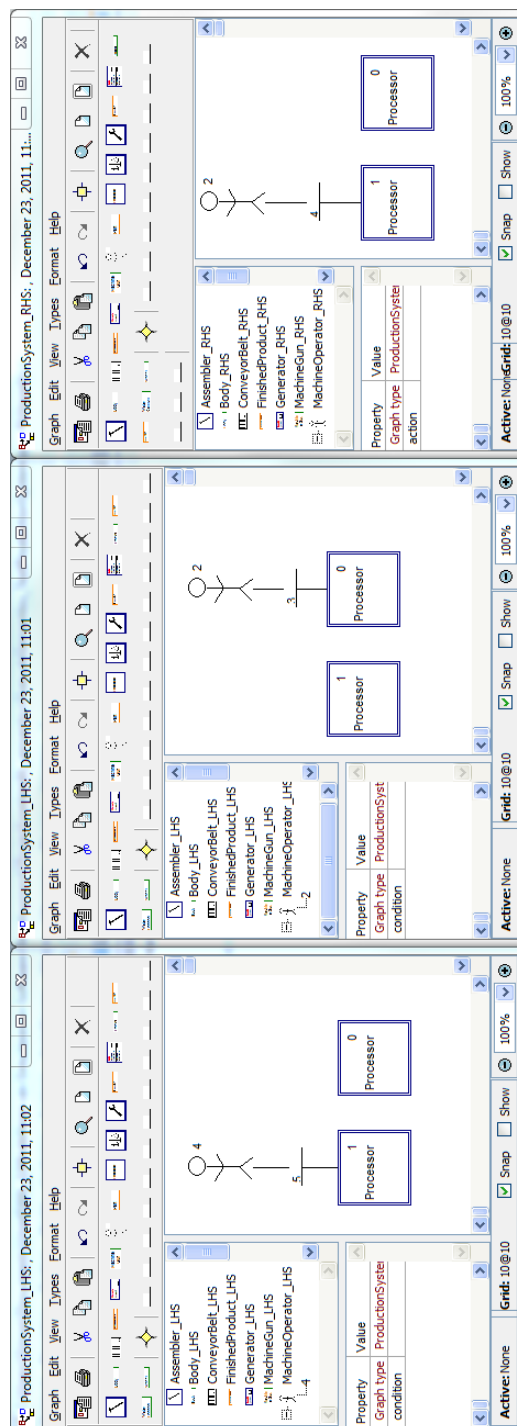 ProductionSystem_LHS: , December 23, 2011, 11:02
Graph Edit View Types Format Help
Assembler_LHS
Body_LHS
ConveyorBelt_LHS
FinishedProduct_LHS
Generator_LHS
MachineGun_LHS
MachineOperator_LHS
4
Property Value
Graph type ProductionSyster
condition
4
5
1
Processor
0
Processor
Active: None Grid: 10@10 Snap Show 100%
ProductionSystem_LHS: , December 23, 2011, 11:01
Graph Edit View Types Format Help
Assembler_LHS
Body_LHS
ConveyorBelt_LHS
FinishedProduct_LHS
Generator_LHS
MachineGun_LHS
MachineOperator_LHS
2
Property Value
Graph type ProductionSyst
condition
2
3
1
Processor
0
Processor
Active: None Grid: 10@10 Snap Show 100%
ProductionSystem_RHS: , December 23, 2011, 11:...
Graph Edit View Types Format Help
Assembler_RHS
Body_RHS
ConveyorBelt_RHS
FinishedProduct_RHS
Generator_RHS
MachineGun_RHS
MachineOperator_RHS
Property Value
Graph type ProductionSystem
action
2
4
1
Processor
0
Processor
Active: None Grid: 10@10 Snap Show 100%